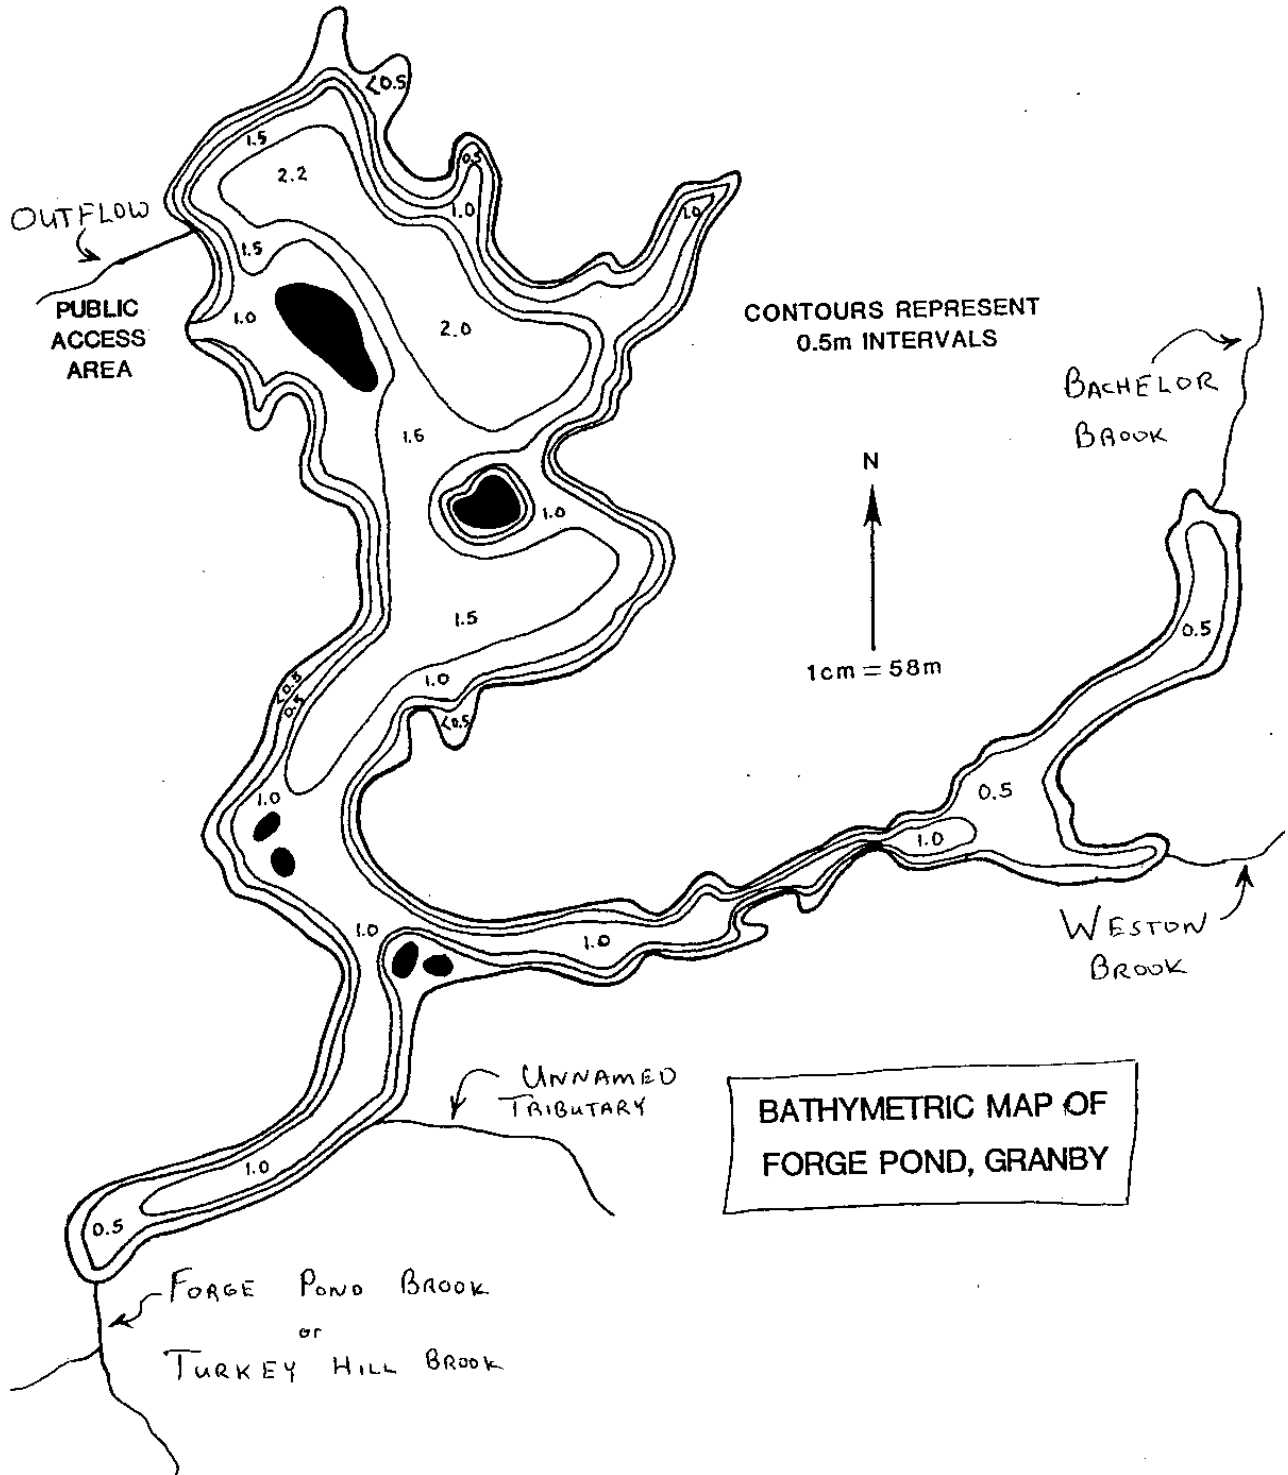 <0.5
1.5
2.2
0.5
1.0
1.0
OUTFLOW
1.5
PUBLIC
ACCESS
AREA
1.0
2.0
CONTOURS REPRESENT
0.5m INTERVALS
BACHELOR
BROOK
1.5
N
1.0
1.5
0.5
1cm = 58m
<0.5
0.5
1.0
<0.5
1.0
0.5
1.0
WESTON
BROOK
1.0
1.0
UNNAMED
TRIBUTARY
BATHYMETRIC MAP OF
FORGE POND, GRANBY
1.0
0.5
FORGE POND BROOK
or
TURKEY HILL BROOK